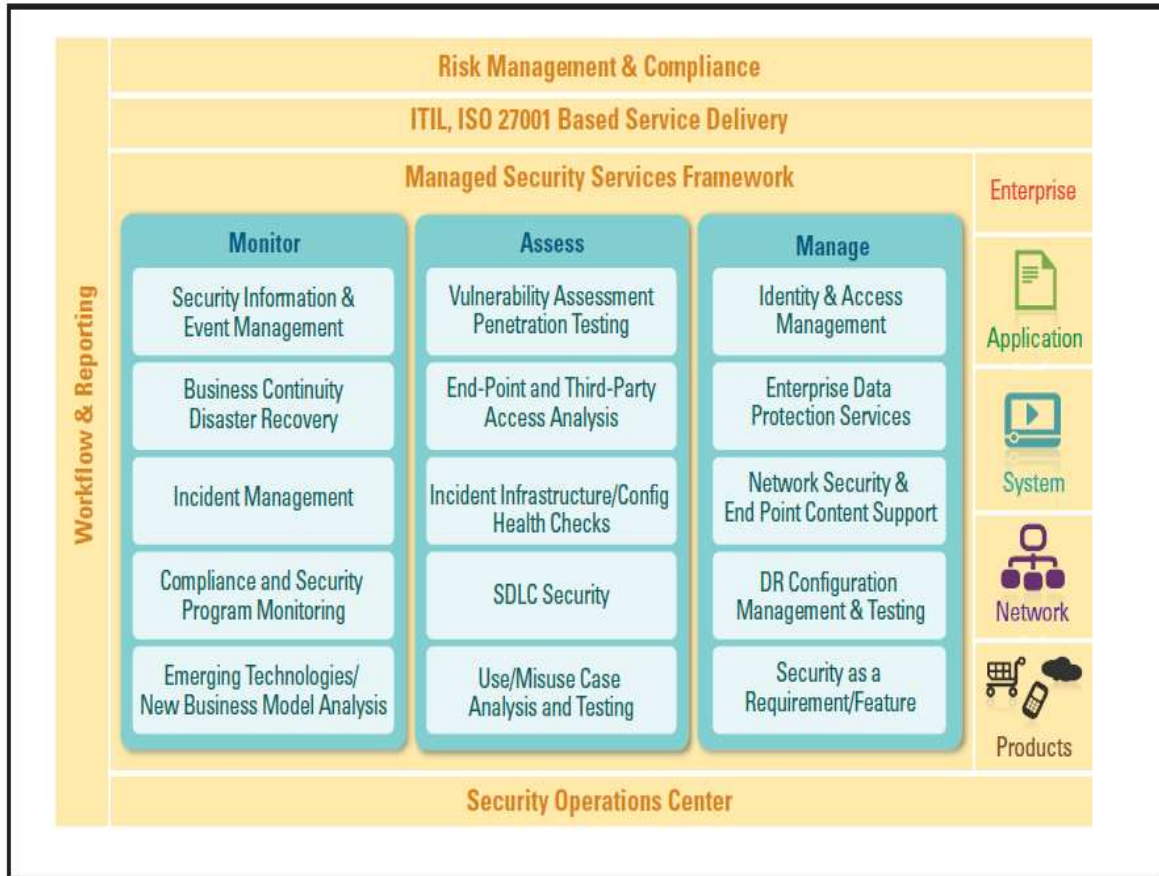 Risk Management & Compliance
ITIL, ISO 27001 Based Service Delivery
Workflow & Reporting
Managed Security Services Framework
Monitor
Security Information &
Event Management
Business Continuity
Disaster Recovery
Incident Management
Compliance and Security
Program Monitoring
Emerging Technologies/
New Business Model Analysis
Assess
Vulnerability Assessment
Penetration Testing
End-Point and Third-Party
Access Analysis
Incident Infrastructure/Config
Health Checks
SDLC Security
Use/Misuse Case
Analysis and Testing
Manage
Identity & Access
Management
Enterprise Data
Protection Services
Network Security &
End Point Content Support
DR Configuration
Management & Testing
Security as a
Requirement/Feature
Enterprise
Application
System
Network
Products
Security Operations Center